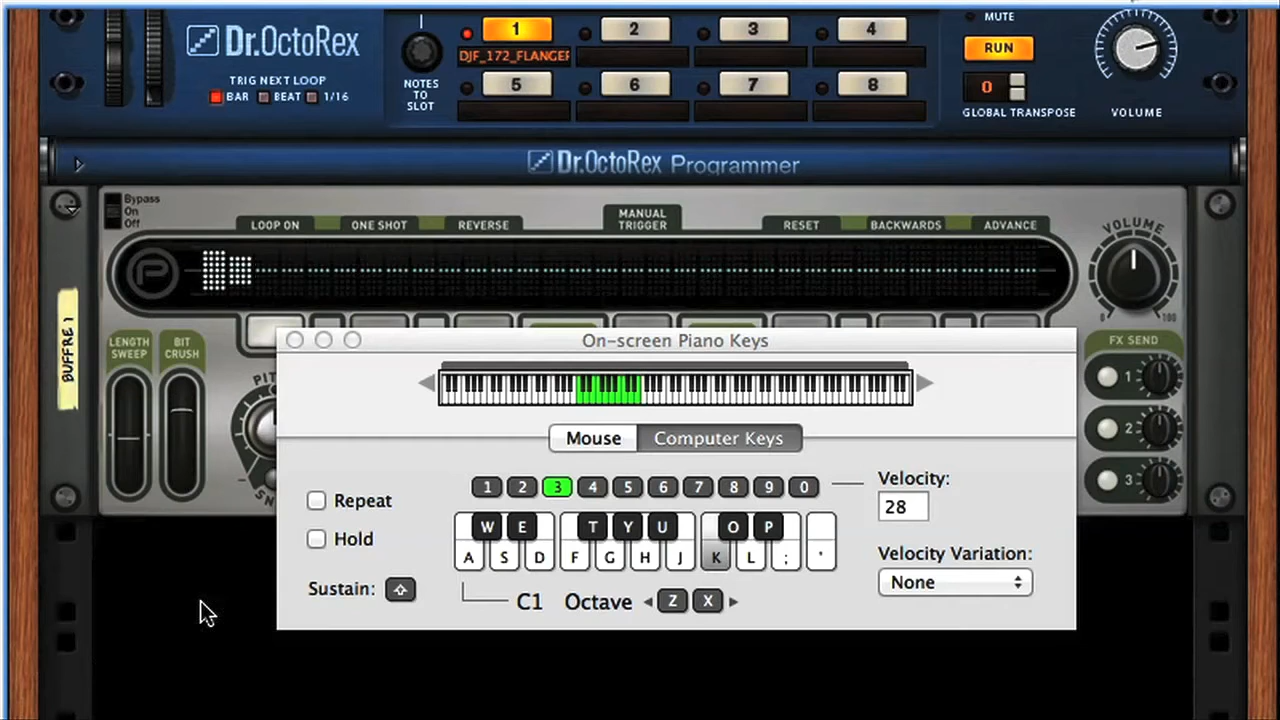 1 2 3 4 MUTE
Dr.OctoRex DJF_172_FLANGER RUN
TRIG NEXT LOOP NOTES TO SLOT 5 6 7 8 0
BAR BEAT 1/16 GLOBAL TRANSPOSE VOLUME
Dr.OctoRex Programmer
Bypass
On
Off
LOOP ON ONE SHOT REVERSE MANUAL TRIGGER RESET BACKWARDS ADVANCE VOLUME
0 100
BUFFRE 1
LENGTH SWEEP BIT CRUSH FX SEND
On-screen Piano Keys
1
2
3
Mouse Computer Keys
Repeat 1 2 3 4 5 6 7 8 9 0 Velocity:
28
Hold W E T Y U O P
A S D F G H J K L ; '
Velocity Variation:
None
Sustain: C1 Octave Z X